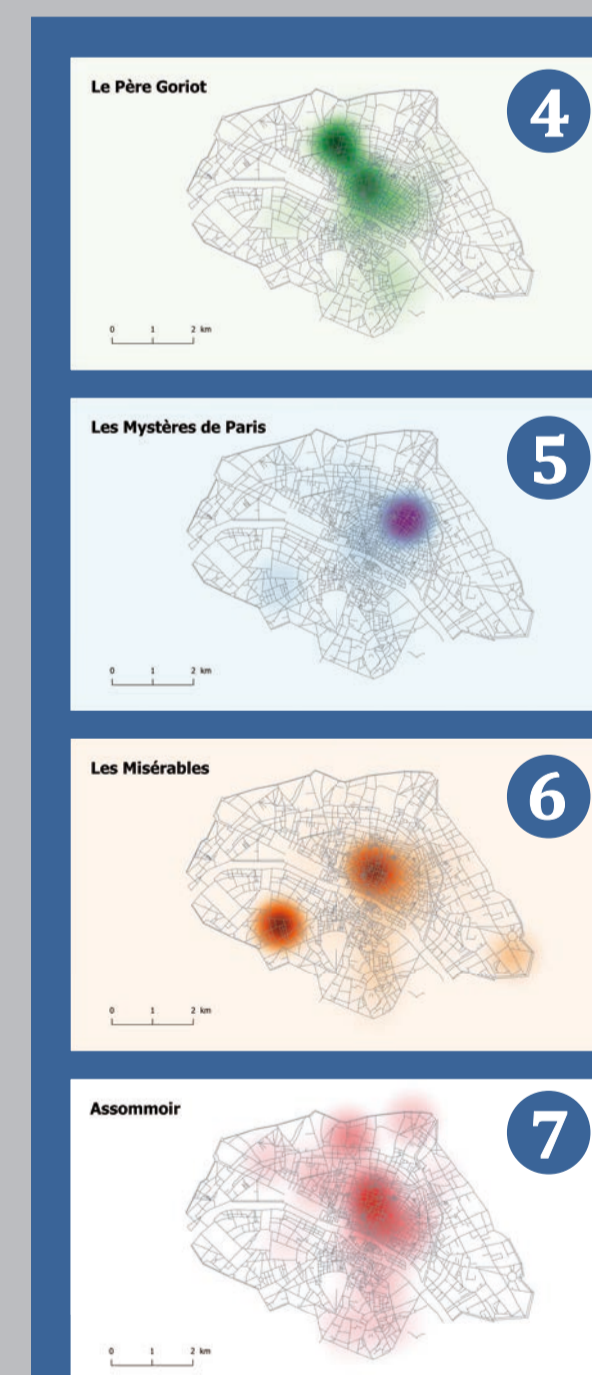 Le Père Goriot
4
0 1 2 km
Les Mystères de Paris
5
0 1 2 km
Les Misérables
6
0 1 2 km
Assommoir
7
0 1 2 km